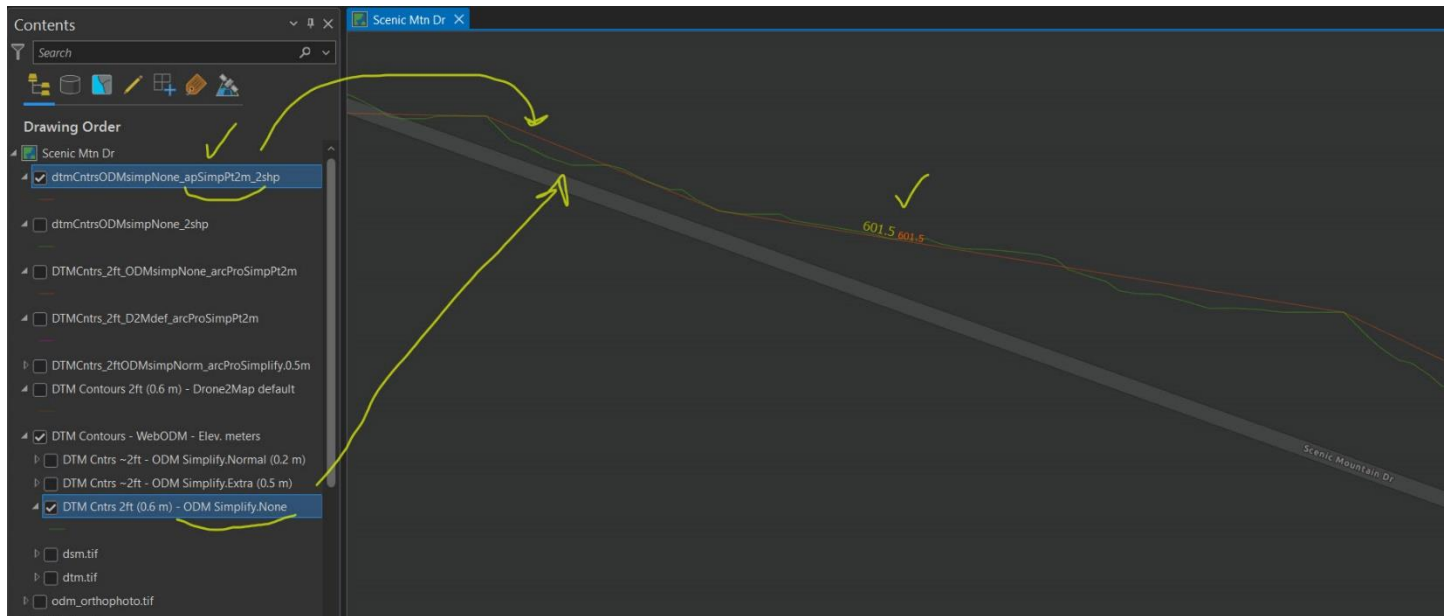 Contents
Search
Drawing Order
Scenic Mtn Dr
dtmCntrsODMsimpNone_apSimpPt2m_2shp
dtmCntrsODMsimpNone_2shp
DTMCntrs_2ft_ODMsimpNone_arcProSimpPt2m
DTMCntrs_2ft_D2Mdef_arcProSimpPt2m
DTMCntrs_2ftODMsimpNorm_arcProSimplify.0.5m
DTM Contours 2ft (0.6 m) - Drone2Map default
DTM Contours - WebODM - Elev. meters
DTM Cntrs ~2ft - ODM Simplify.Normal (0.2 m)
DTM Cntrs ~2ft - ODM Simplify.Extra (0.5 m)
DTM Cntrs 2ft (0.6 m) - ODM Simplify.None
dsm.tif
dtm.tif
odm_orthophoto.tif
Scenic Mtn Dr
601.5 601.5
Scenic Mountain Dr